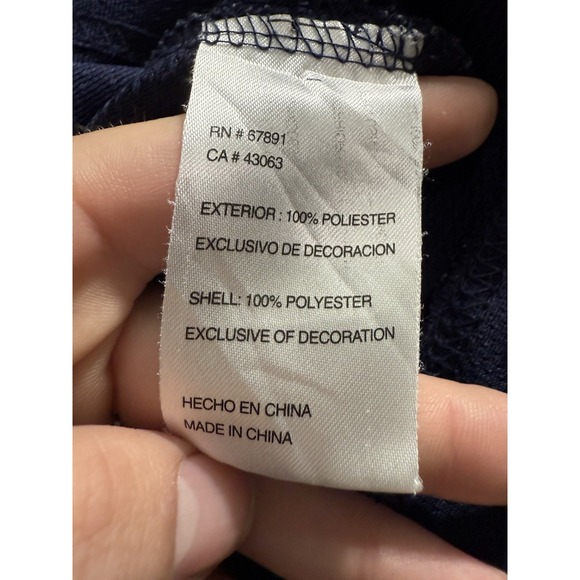 RN # 67891
CA # 43063
EXTERIOR : 100% POLIESTER
EXCLUSIVO DE DECORACION
SHELL: 100% POLYESTER
EXCLUSIVE OF DECORATION
HECHO EN CHINA
MADE IN CHINA